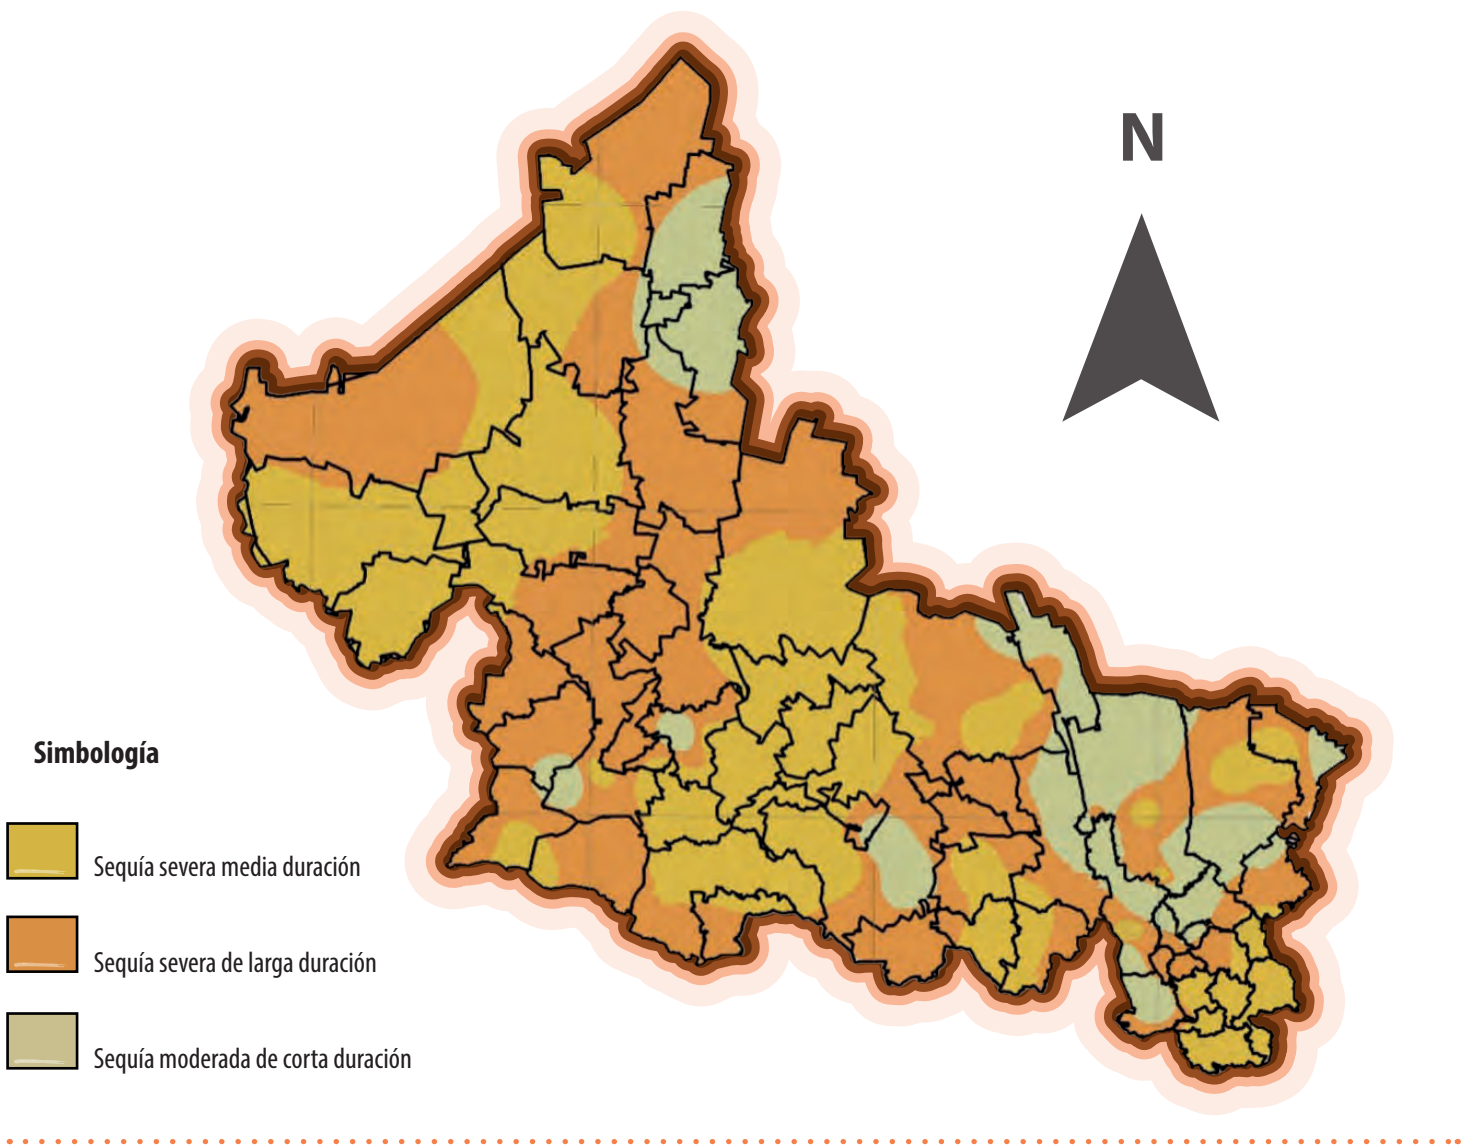 N
Simbología
Sequía severa media duración
Sequía severa de larga duración
Sequía moderada de corta duración